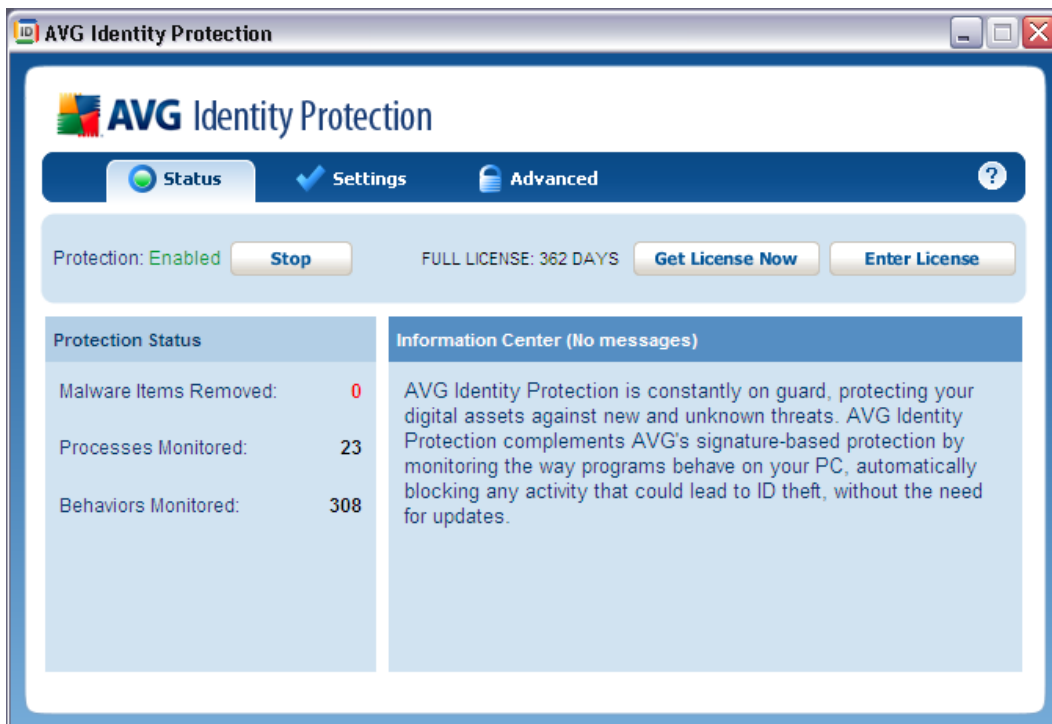 ID AVG Identity Protection
AVG Identity Protection
Status Settings Advanced ?
Protection: Enabled Stop FULL LICENSE: 362 DAYS Get License Now Enter License
Protection Status
Malware Items Removed: 0
Processes Monitored: 23
Behaviors Monitored: 308
Information Center (No messages)
AVG Identity Protection is constantly on guard, protecting your
digital assets against new and unknown threats. AVG Identity
Protection complements AVG's signature-based protection by
monitoring the way programs behave on your PC, automatically
blocking any activity that could lead to ID theft, without the need
for updates.